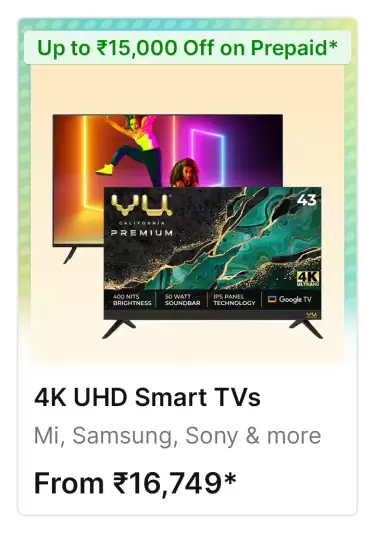 Up to ₹15,000 Off on Prepaid*
VU
CALIFORNIA
PREMIUM
43"
4K
ULTRA HD
400 NITS
BRIGHTNESS
50 WATT
SOUNDBAR
IPS PANEL
TECHNOLOGY
Google TV
4K UHD Smart TVs
Mi, Samsung, Sony & more
From ₹16,749*